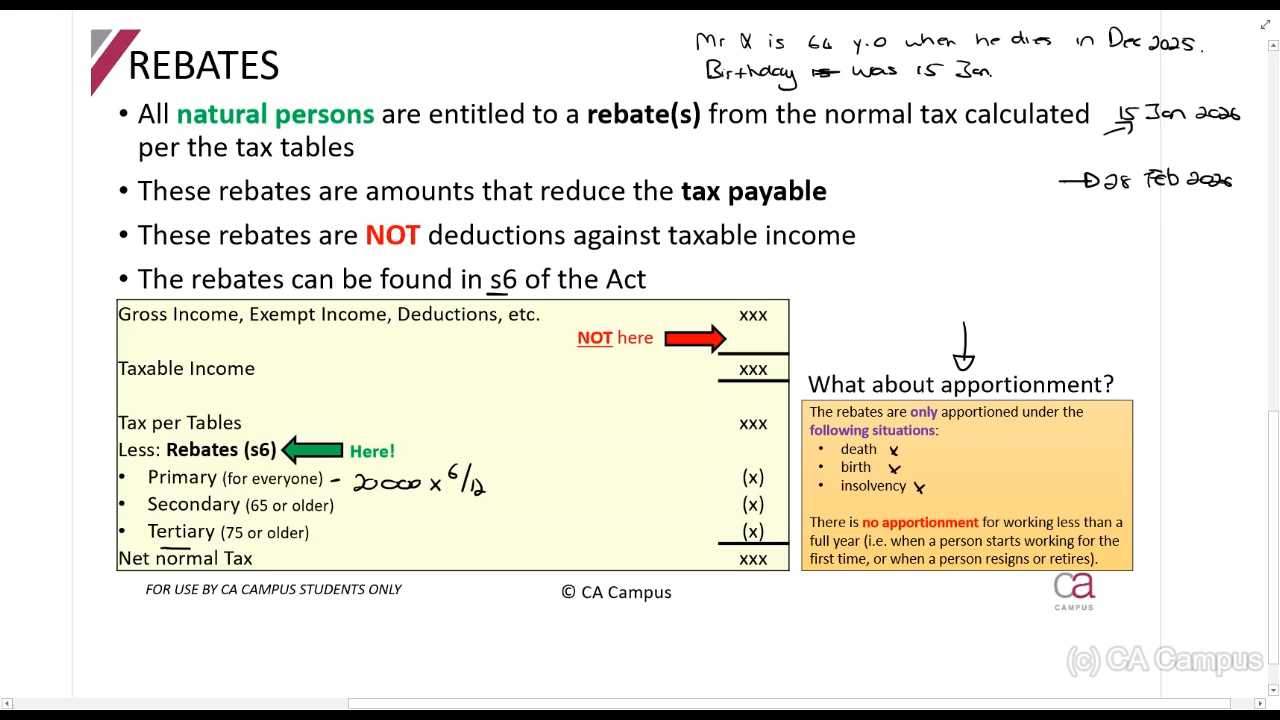 Mr X is 64 y.o when he dies in Dec 2025.
Birthday was 15 Jan.
REBATES
• All natural persons are entitled to a rebate(s) from the normal tax calculated
per the tax tables
15 Jan 2026
• These rebates are amounts that reduce the tax payable
28 Feb 2026
• These rebates are NOT deductions against taxable income
• The rebates can be found in s6 of the Act
Gross Income, Exempt Income, Deductions, etc. xxx
NOT here
Taxable Income xxx
Tax per Tables xxx
Less: Rebates (s6) Here!
• Primary (for everyone) - 20000 x 6/12 (x)
• Secondary (65 or older) (x)
• Tertiary (75 or older) (x)
Net normal Tax xxx
What about apportionment?
The rebates are only apportioned under the
following situations:
• death x
• birth x
• insolvency x
There is no apportionment for working less than a
full year (i.e. when a person starts working for the
first time, or when a person resigns or retires).
FOR USE BY CA CAMPUS STUDENTS ONLY
© CA Campus
ca
CAMPUS
(c) CA Campus